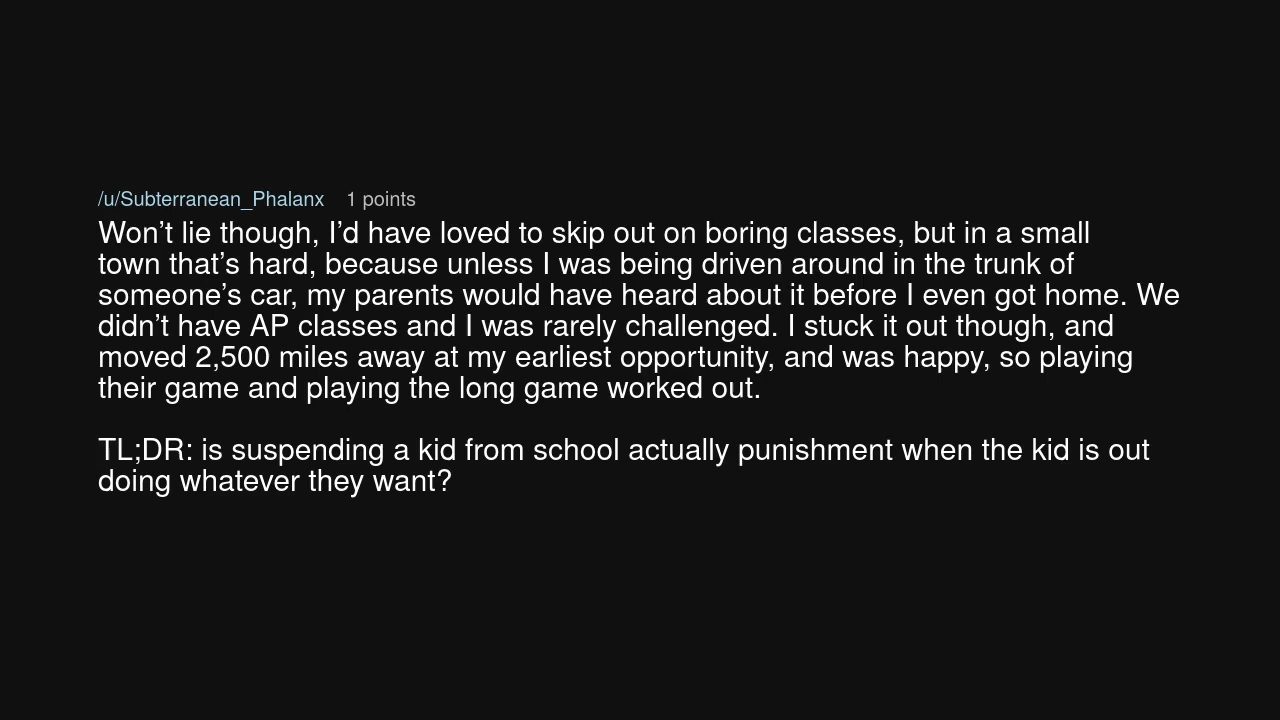 /u/Subterranean_Phalanx 1 points
Won’t lie though, I’d have loved to skip out on boring classes, but in a small
town that’s hard, because unless I was being driven around in the trunk of
someone’s car, my parents would have heard about it before I even got home. We
didn’t have AP classes and I was rarely challenged. I stuck it out though, and
moved 2,500 miles away at my earliest opportunity, and was happy, so playing
their game and playing the long game worked out.
TL;DR: is suspending a kid from school actually punishment when the kid is out
doing whatever they want?